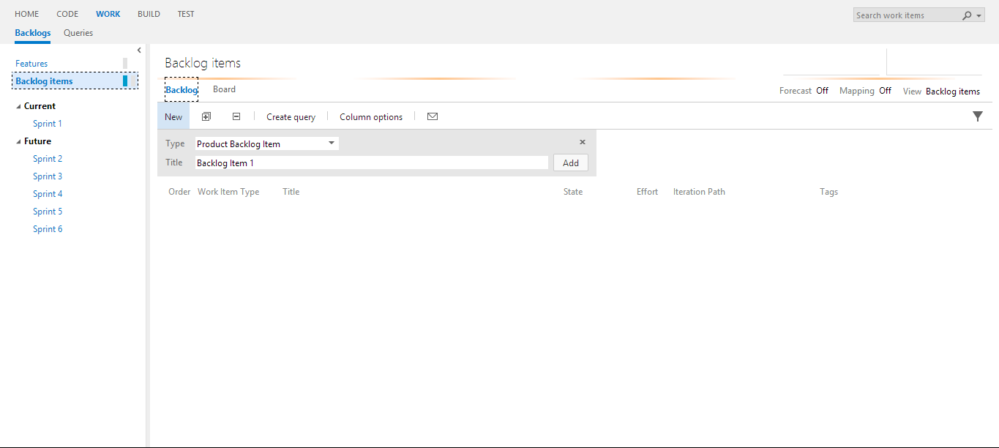 HOME CODE WORK BUILD TEST
Search work items
Backlogs Queries
Features
Backlog items
Current
Sprint 1
Future
Sprint 2
Sprint 3
Sprint 4
Sprint 5
Sprint 6
Backlog items
Backlog Board
Forecast Off Mapping Off View Backlog items
New Create query Column options
Type Product Backlog Item
Title Backlog Item 1 Add
Order Work Item Type Title State Effort Iteration Path Tags